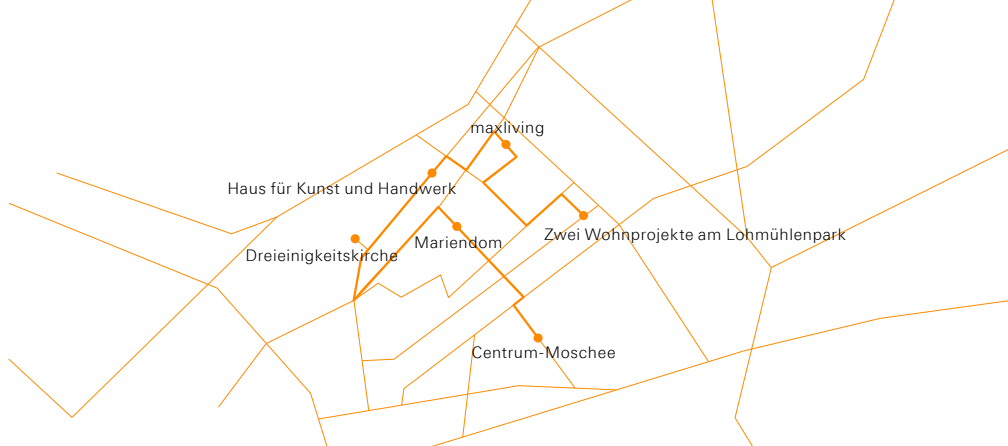 maxliving
Haus für Kunst und Handwerk
Zwei Wohnprojekte am Lohmühlenpark
Mariendom
Dreieinigkeitskirche
Centrum-Moschee